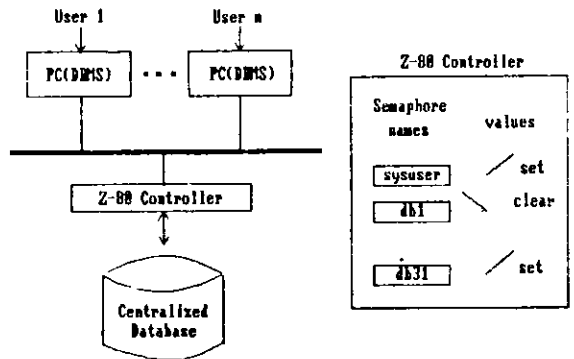 User 1
User n
PC(DBMS)
• • •
PC(DBMS)
Z-80 Controller
Centralized
Database
Z-80 Controller
Semaphore
names
values
sysuser
set
db1
clear
db31
set